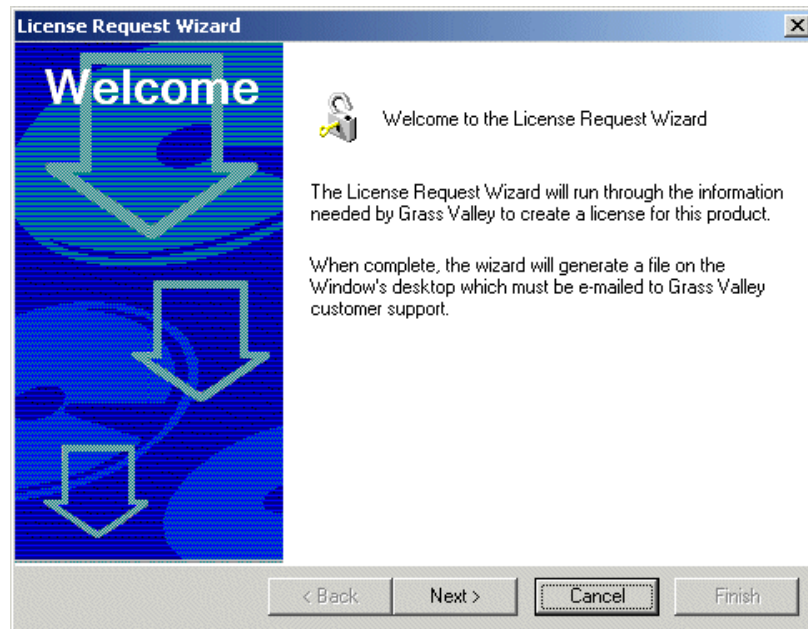 License Request Wizard
Welcome
Welcome to the License Request Wizard
The License Request Wizard will run through the information
needed by Grass Valley to create a license for this product.
When complete, the wizard will generate a file on the
Window's desktop which must be e-mailed to Grass Valley
customer support.
< Back Next > Cancel Finish